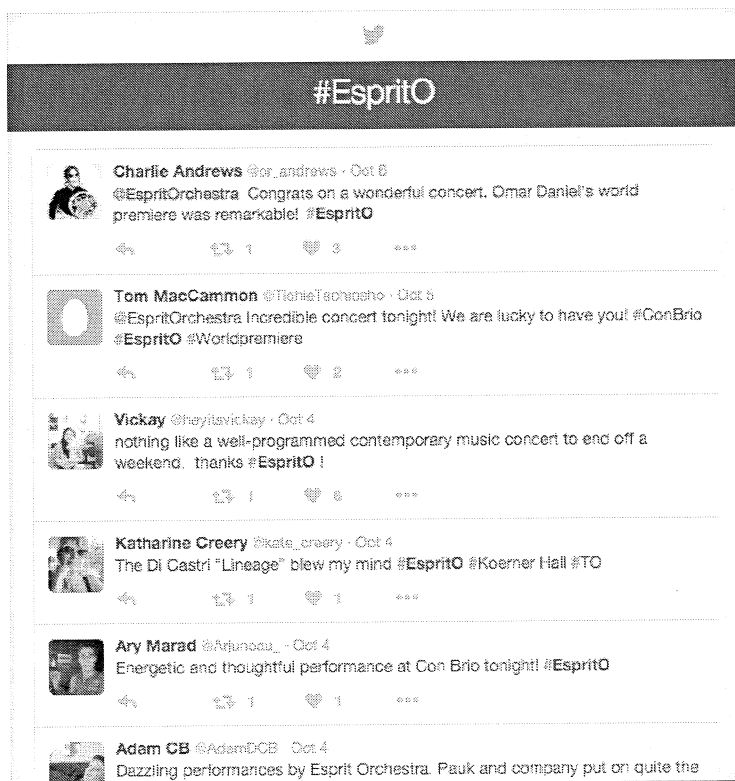 #EspritO
Charlie Andrews @or_andrews · Oct 6
@EspritOrchestra Congrats on a wonderful concert. Omar Daniel's world
premiere was remarkable! #EspritO
1 3
Tom MacCammon · Oct 5
@EspritOrchestra Incredible concert tonight! We are lucky to have you! #ConBrio
#EspritO #Worldpremiere
1 2
Vickay @heyitsvickay · Oct 4
nothing like a well-programmed contemporary music concert to end off a
weekend. thanks #EspritO !
1 6
Katharine Creery @kate_creery · Oct 4
The Di Castri "Lineage" blew my mind #EspritO #Koerner Hall #TO
1 1
Ary Marad · Oct 4
Energetic and thoughtful performance at Con Brio tonight! #EspritO
1 1
Adam CB @AdamDCB Oct 4
Dazzling performances by Esprit Orchestra. Pauk and company put on quite the